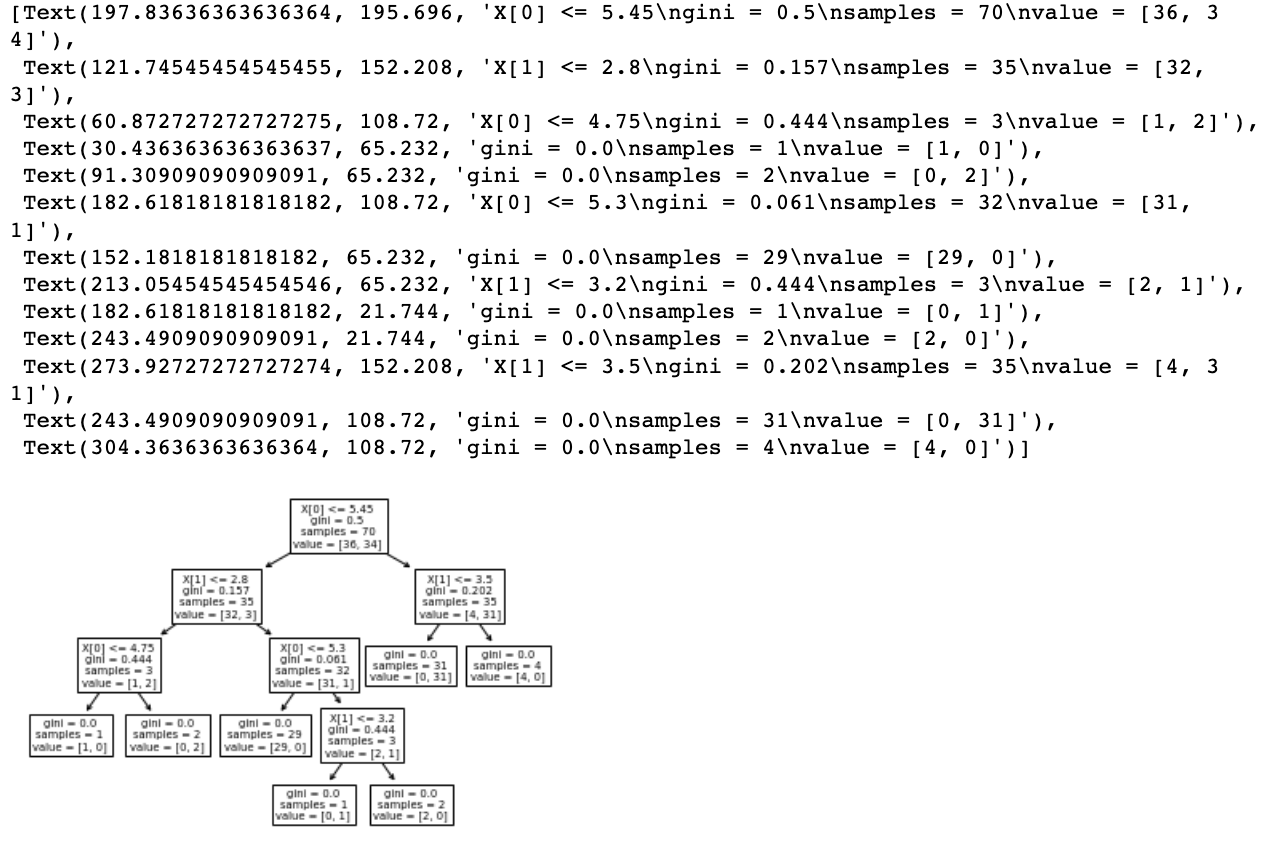 [Text(197.83636363636364, 195.696, 'X[0] <= 5.45\ngini = 0.5\nsamples = 70\nvalue = [36, 3
4]'),
Text(121.74545454545455, 152.208, 'X[1] <= 2.8\ngini = 0.157\nsamples = 35\nvalue = [32,
3]'),
Text(60.872727272727275, 108.72, 'X[0] <= 4.75\ngini = 0.444\nsamples = 3\nvalue = [1, 2]'),
Text(30.436363636363637, 65.232, 'gini = 0.0\nsamples = 1\nvalue = [1, 0]'),
Text(91.30909090909091, 65.232, 'gini = 0.0\nsamples = 2\nvalue = [0, 2]'),
Text(182.61818181818182, 108.72, 'X[0] <= 5.3\ngini = 0.061\nsamples = 32\nvalue = [31,
1]'),
Text(152.1818181818182, 65.232, 'gini = 0.0\nsamples = 29\nvalue = [29, 0]'),
Text(213.05454545454546, 65.232, 'X[1] <= 3.2\ngini = 0.444\nsamples = 3\nvalue = [2, 1]'),
Text(182.61818181818182, 21.744, 'gini = 0.0\nsamples = 1\nvalue = [0, 1]'),
Text(243.4909090909091, 21.744, 'gini = 0.0\nsamples = 2\nvalue = [2, 0]'),
Text(273.92727272727274, 152.208, 'X[1] <= 3.5\ngini = 0.202\nsamples = 35\nvalue = [4, 3
1]'),
Text(243.4909090909091, 108.72, 'gini = 0.0\nsamples = 31\nvalue = [0, 31]'),
Text(304.3636363636364, 108.72, 'gini = 0.0\nsamples = 4\nvalue = [4, 0]')]
X[0] <= 5.45
gini = 0.5
samples = 70
value = [36, 34]
X[1] <= 2.8
gini = 0.157
samples = 35
value = [32, 3]
X[1] <= 3.5
gini = 0.202
samples = 35
value = [4, 31]
X[0] <= 4.75
gini = 0.444
samples = 3
value = [1, 2]
X[0] <= 5.3
gini = 0.061
samples = 32
value = [31, 1]
gini = 0.0
samples = 31
value = [0, 31]
gini = 0.0
samples = 4
value = [4, 0]
gini = 0.0
samples = 1
value = [1, 0]
gini = 0.0
samples = 2
value = [0, 2]
gini = 0.0
samples = 29
value = [29, 0]
X[1] <= 3.2
gini = 0.444
samples = 3
value = [2, 1]
gini = 0.0
samples = 1
value = [0, 1]
gini = 0.0
samples = 2
value = [2, 0]